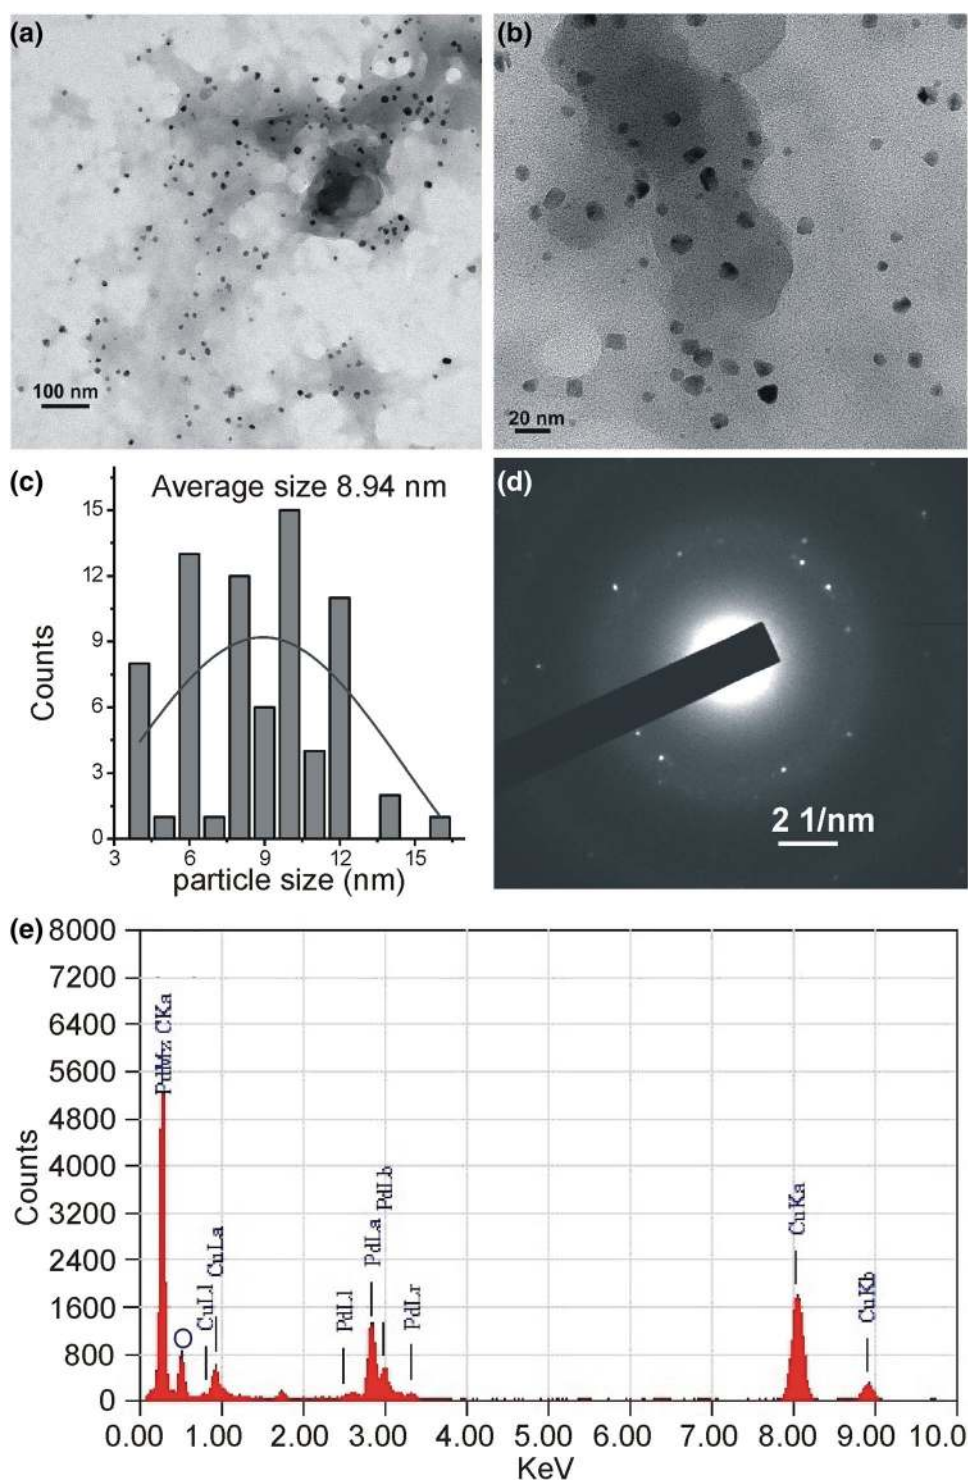 (a)
100 nm
(b)
20 nm
(c)
Average size 8.94 nm
15
12
9
6
3
0
Counts
3 6 9 12 15
particle size (nm)
(d)
2 1/nm
(e)
8000
7200
6400
5600
4800
4000
3200
2400
1600
800
0
Counts
PdMz CKa
O
CuLl
CuLa
PdLl
PdLa
PdLb
PdLr
CuKa
CuKb
0.00 1.00 2.00 3.00 4.00 5.00 6.00 7.00 8.00 9.00 10.0
KeV